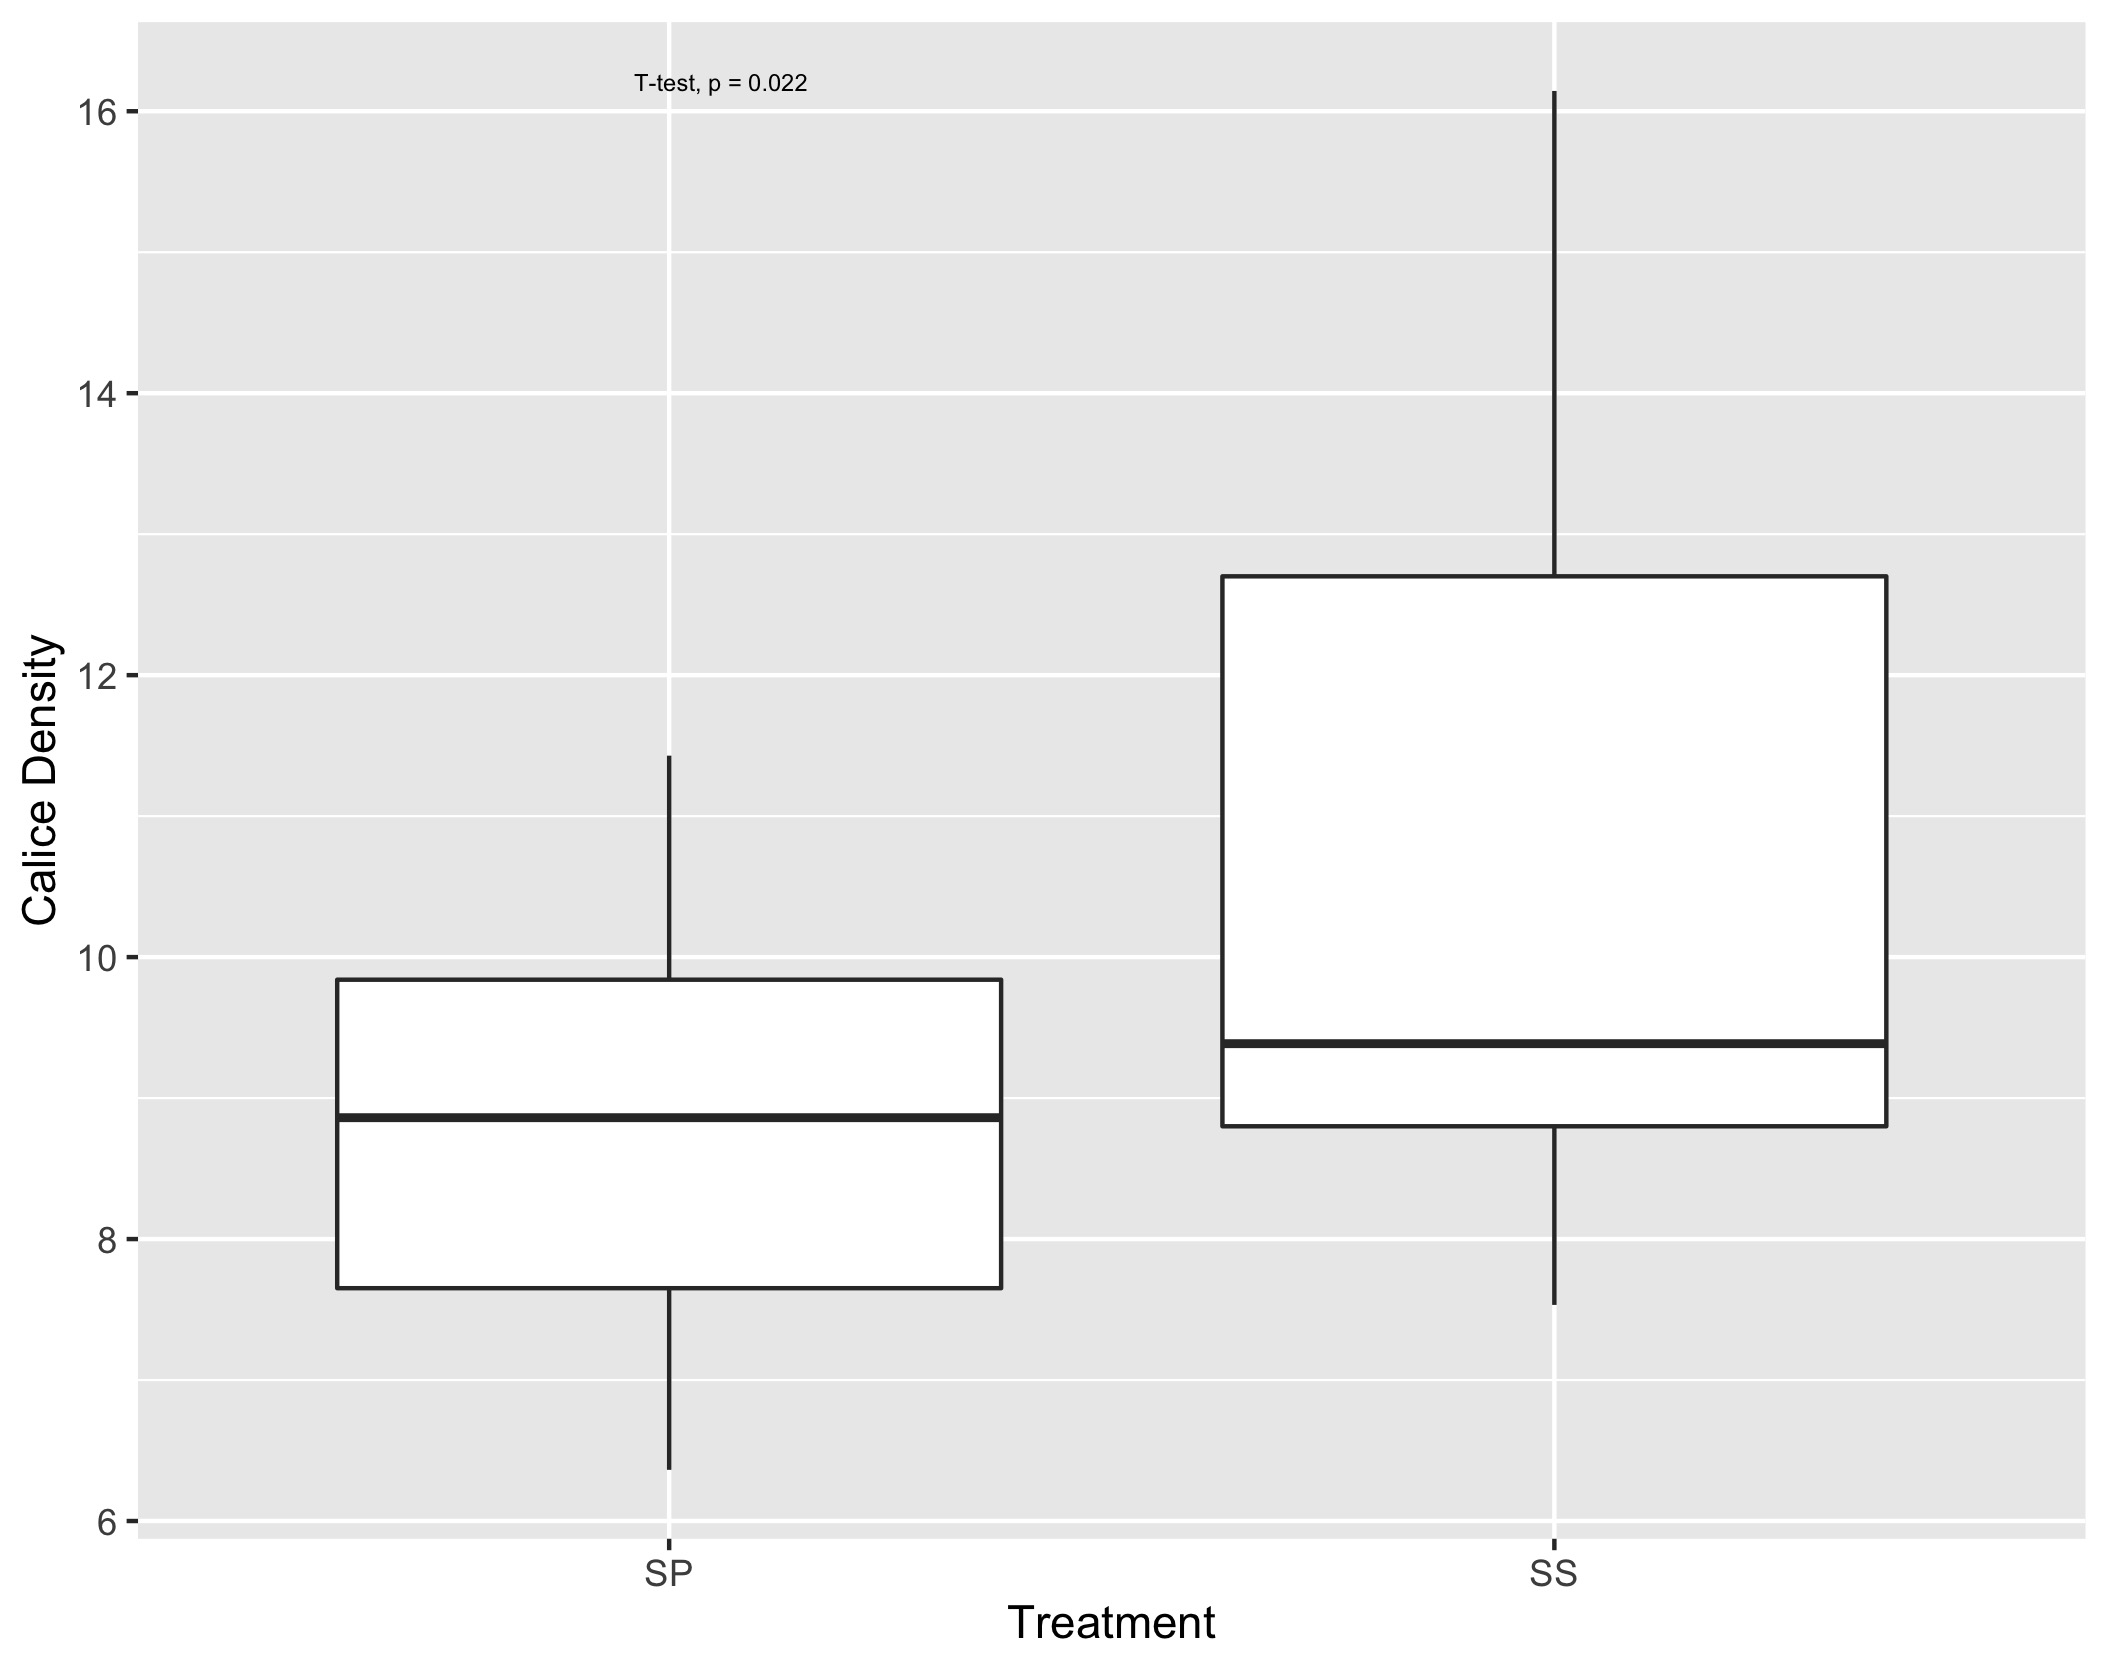 T-test, p = 0.022
16
14
12
10
8
6
Calice Density
SP
SS
Treatment